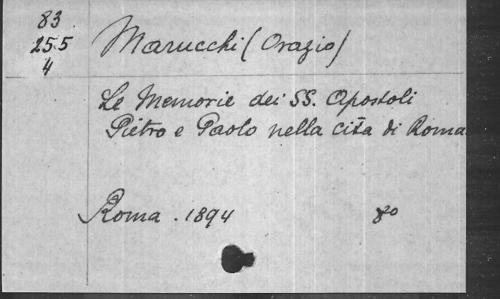 83
25.5
4
Marucchi (Orazio)
Le Memorie dei SS. Apostoli
Pietro e Paolo nella città di Roma
Roma. 1894 8o